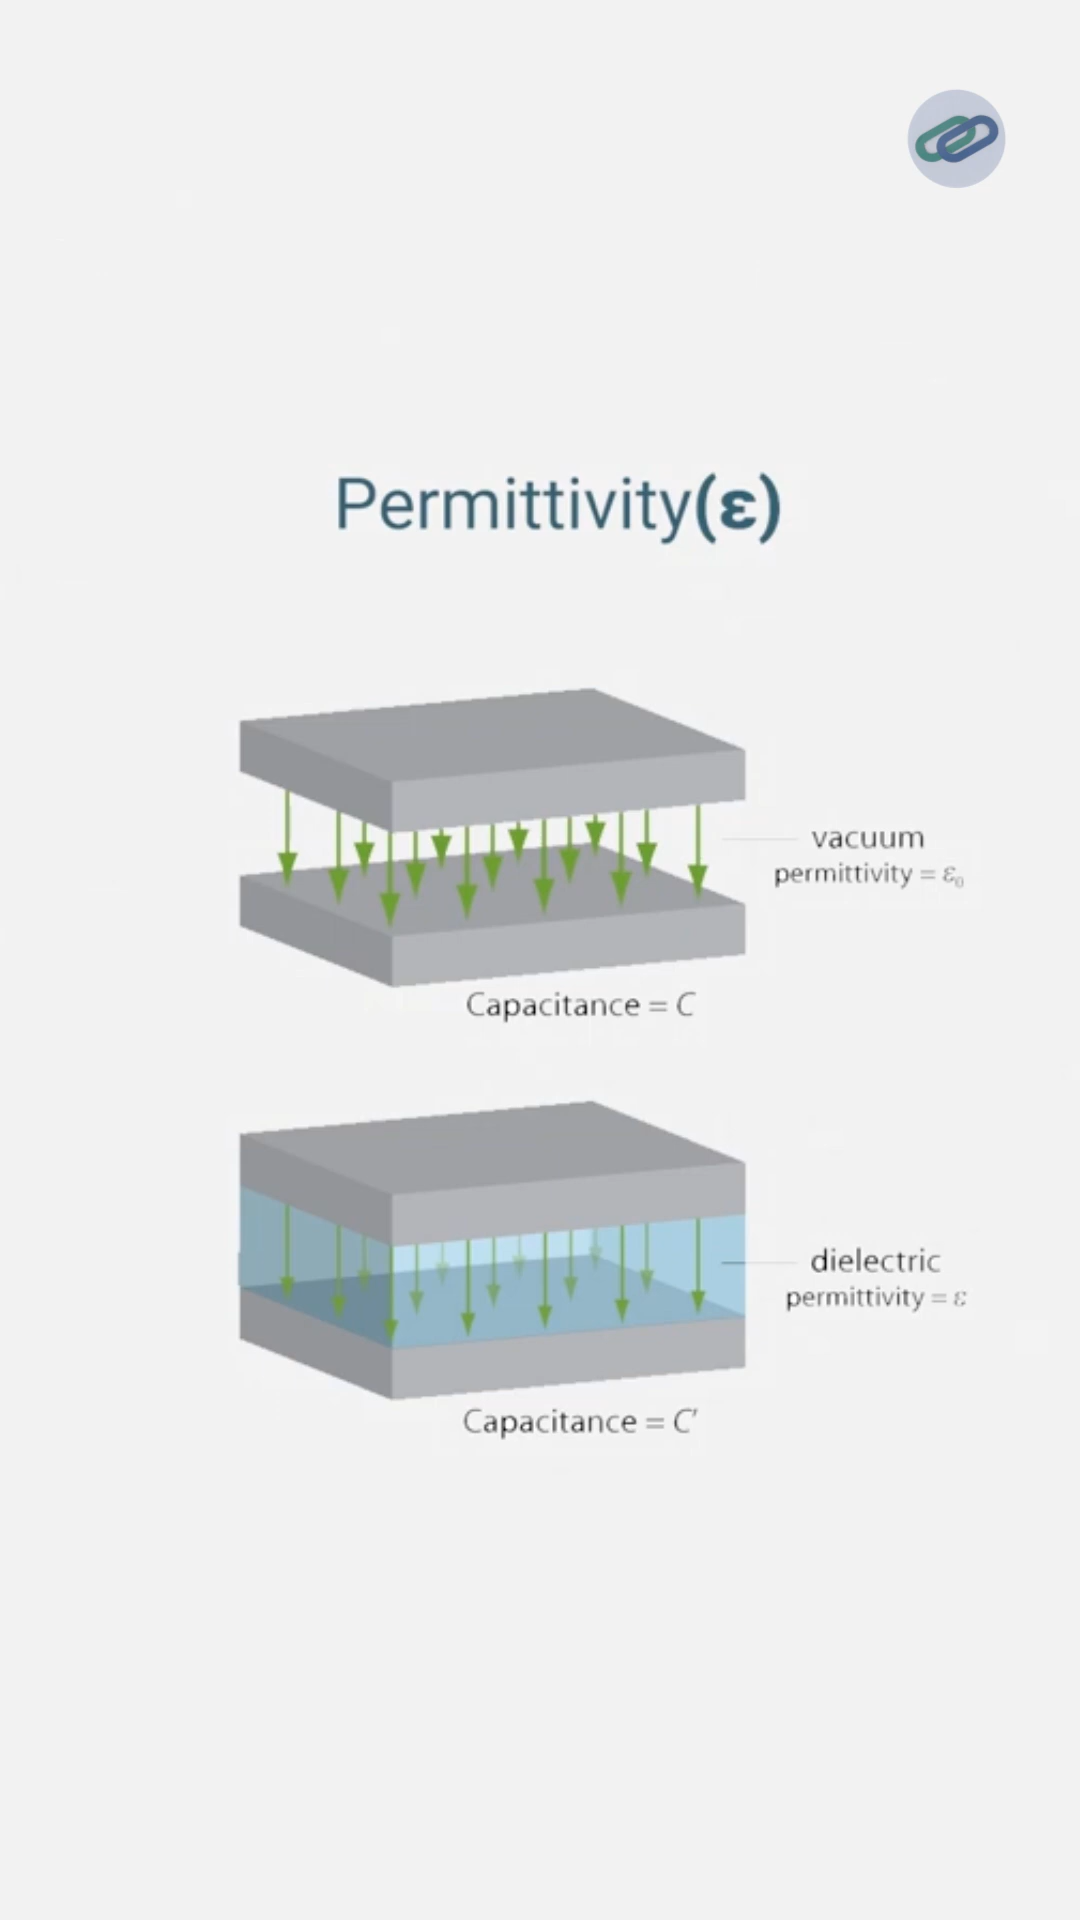 Permittivity(ε)
vacuum
permittivity = ε₀
Capacitance = C
dielectric
permittivity = ε
Capacitance = C′